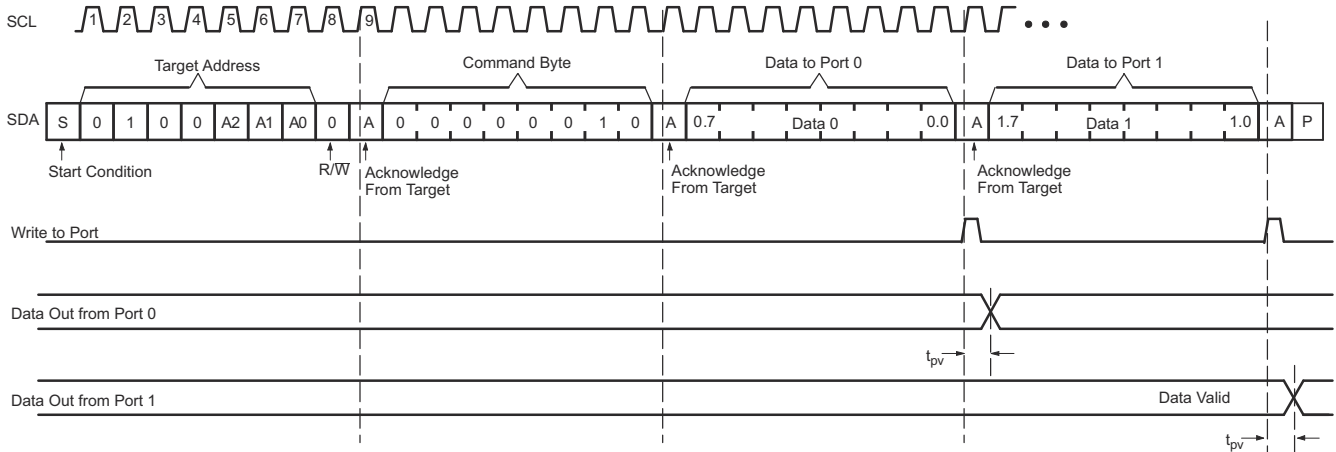 SCL 1 2 3 4 5 6 7 8 9
Target Address Command Byte Data to Port 0 Data to Port 1
SDA S 0 1 0 0 A2 A1 A0 0 A 0 0 0 0 0 0 1 0 A 0.7 Data 0 0.0 A 1.7 Data 1 1.0 A P
Start Condition R/W̅ Acknowledge From Target Acknowledge From Target Acknowledge From Target
Write to Port
Data Out from Port 0
tpv
Data Out from Port 1 Data Valid
tpv